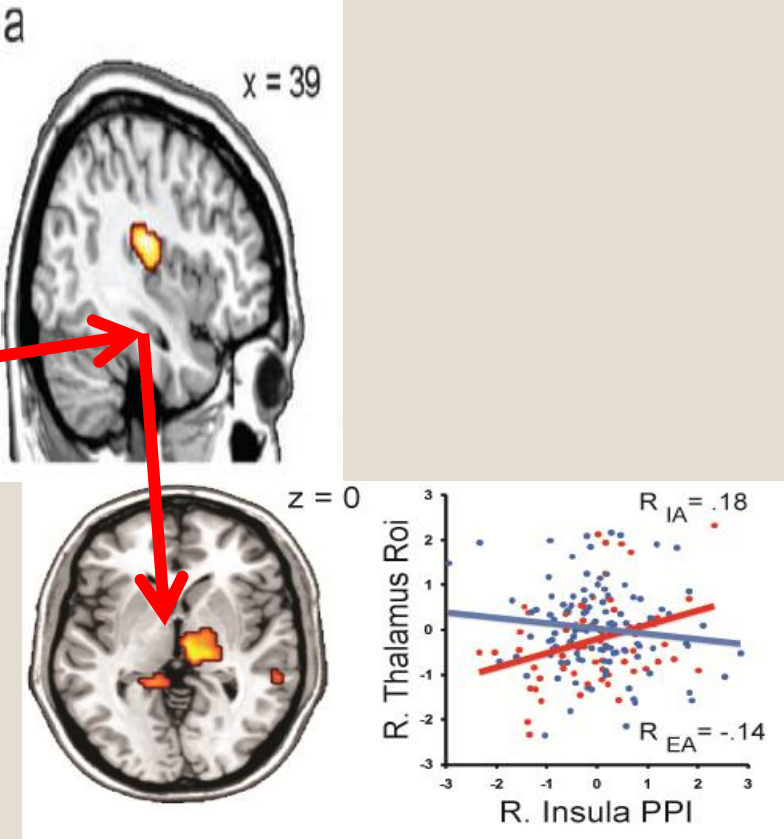 a
x = 39
z = 0
R IA = .18
R. Thalamus Roi
3
2
1
0
-1
-2
-3
R EA = -.14
-3 -2 -1 0 1 2 3
R. Insula PPI